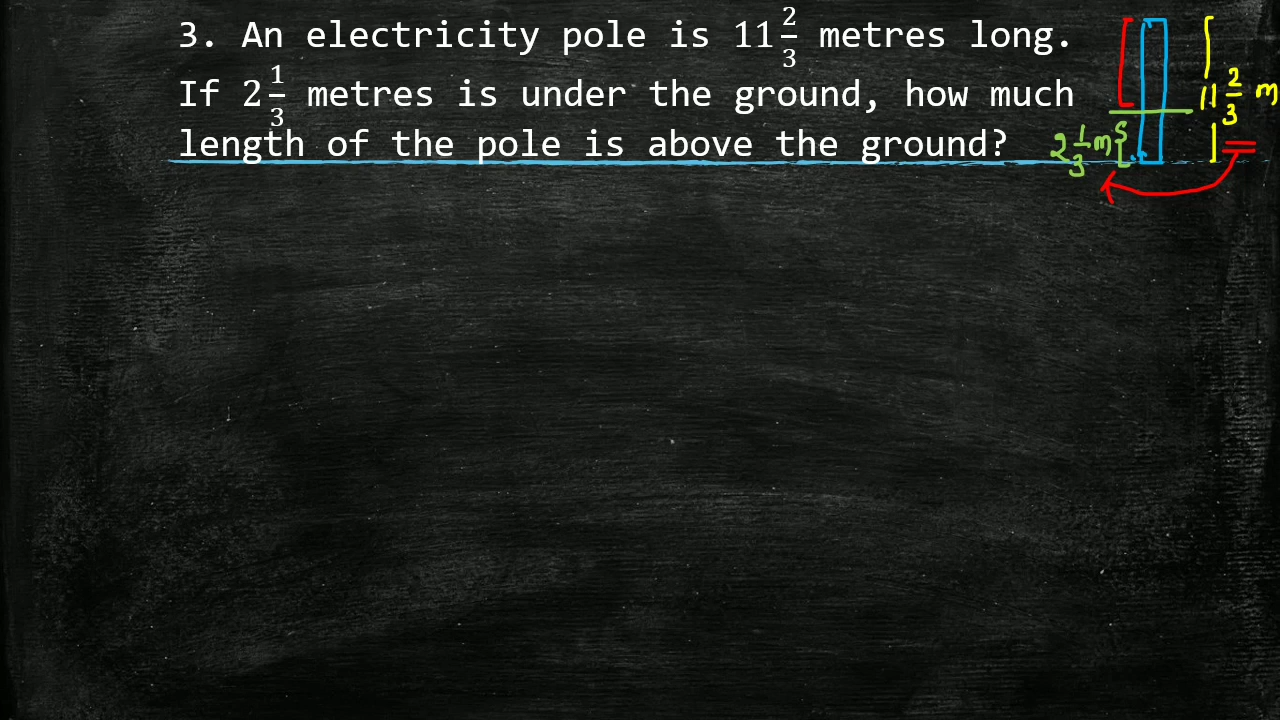 3. An electricity pole is 11 2/3 metres long.
If 2 1/3 metres is under the ground, how much
length of the pole is above the ground?
11 2/3 m
2 1/3 m